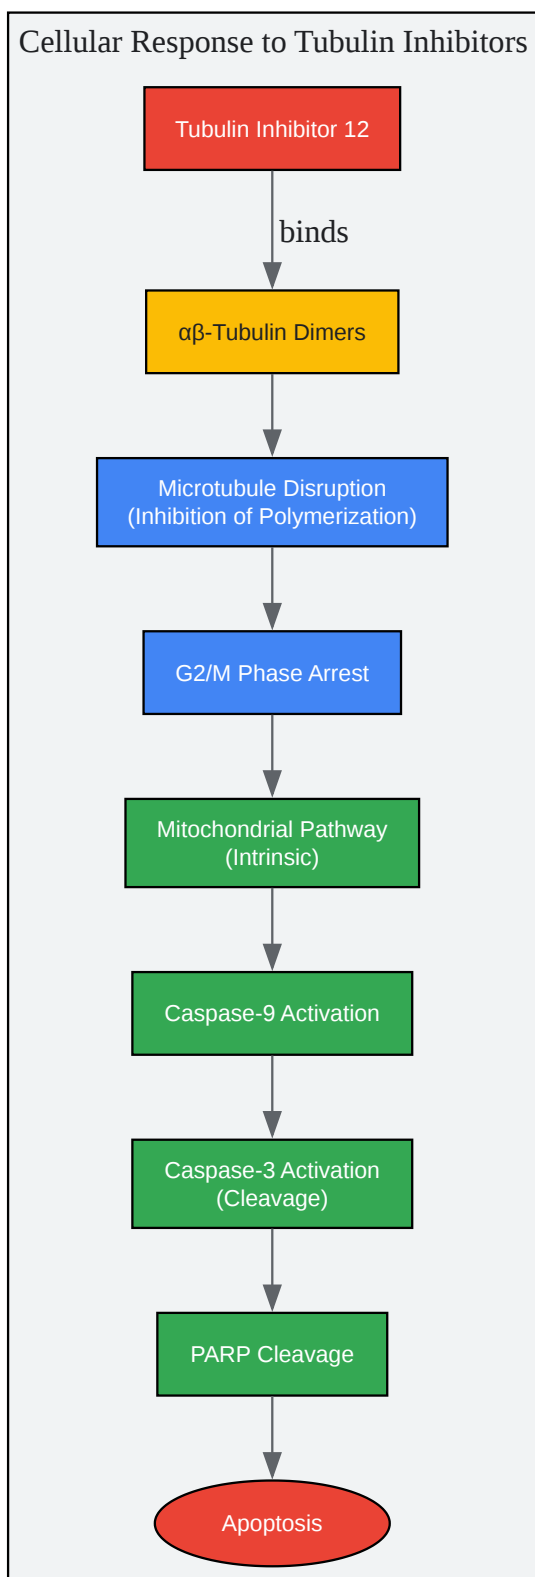 Cellular Response to Tubulin Inhibitors
Tubulin Inhibitor 12
binds
αβ-Tubulin Dimers
Microtubule Disruption
(Inhibition of Polymerization)
G2/M Phase Arrest
Mitochondrial Pathway
(Intrinsic)
Caspase-9 Activation
Caspase-3 Activation
(Cleavage)
PARP Cleavage
Apoptosis